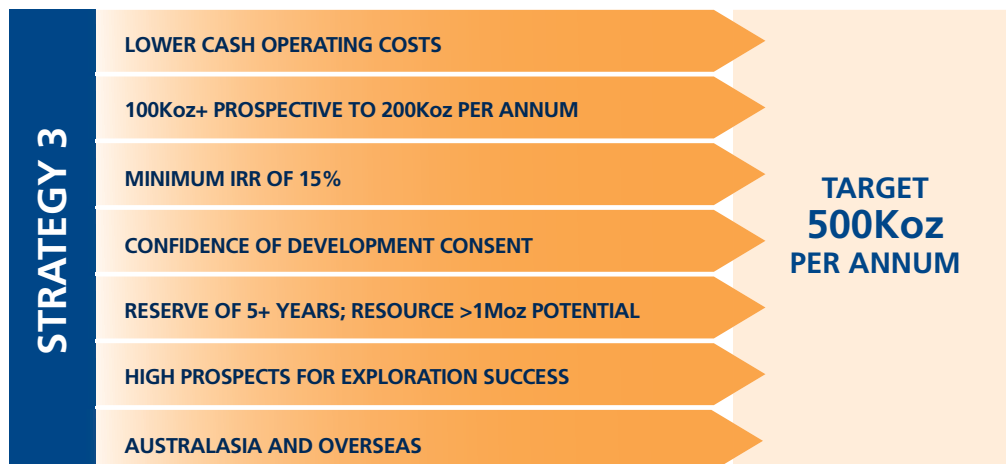 STRATEGY 3
LOWER CASH OPERATING COSTS
100Koz+ PROSPECTIVE TO 200Koz PER ANNUM
MINIMUM IRR OF 15%
CONFIDENCE OF DEVELOPMENT CONSENT
RESERVE OF 5+ YEARS; RESOURCE >1Moz POTENTIAL
HIGH PROSPECTS FOR EXPLORATION SUCCESS
AUSTRALASIA AND OVERSEAS
TARGET
500Koz
PER ANNUM